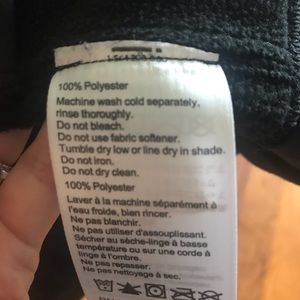 100% Polyester
Machine wash cold separately,
rinse thoroughly.
Do not bleach.
Do not use fabric softener.
Tumble dry low or line dry in shade.
Do not iron.
Do not dry clean.
100% Polyester
Laver à la machine séparément à
l'eau froide, bien rincer.
Ne pas blanchir.
Ne pas utiliser d'assouplissant.
Sécher au sèche-linge à basse
température ou sur une corde à
linge à l'ombre.
Ne pas repasser.
Ne pas nettoyage à sec.